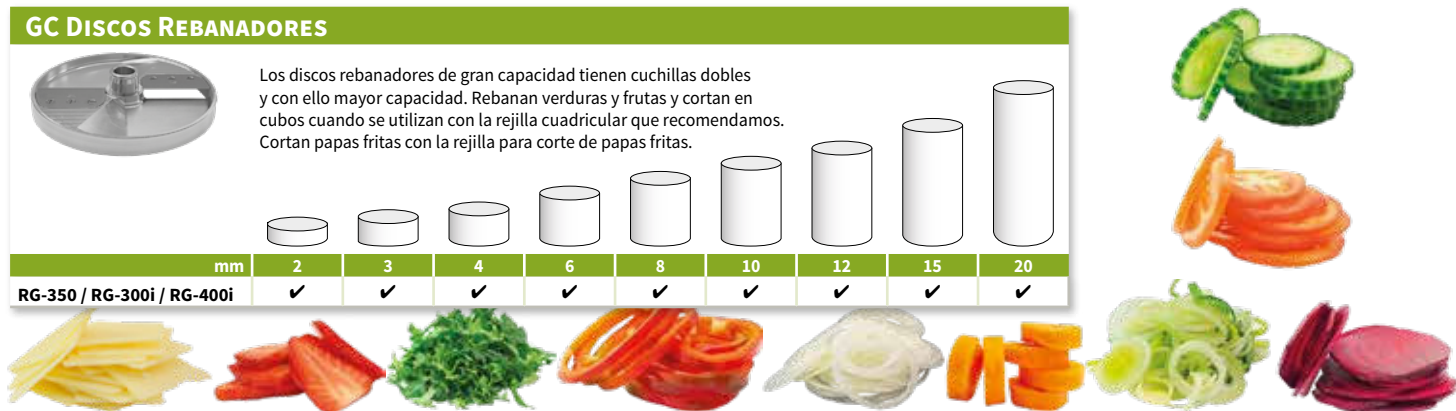 GC Discos Rebanadores
Los discos rebanadores de gran capacidad tienen cuchillas dobles
y con ello mayor capacidad. Rebanan verduras y frutas y cortan en
cubos cuando se utilizan con la rejilla cuadricular que recomendamos.
Cortan papas fritas con la rejilla para corte de papas fritas.
mm 2 3 4 6 8 10 12 15 20
RG-350 / RG-300i / RG-400i ✔ ✔ ✔ ✔ ✔ ✔ ✔ ✔ ✔